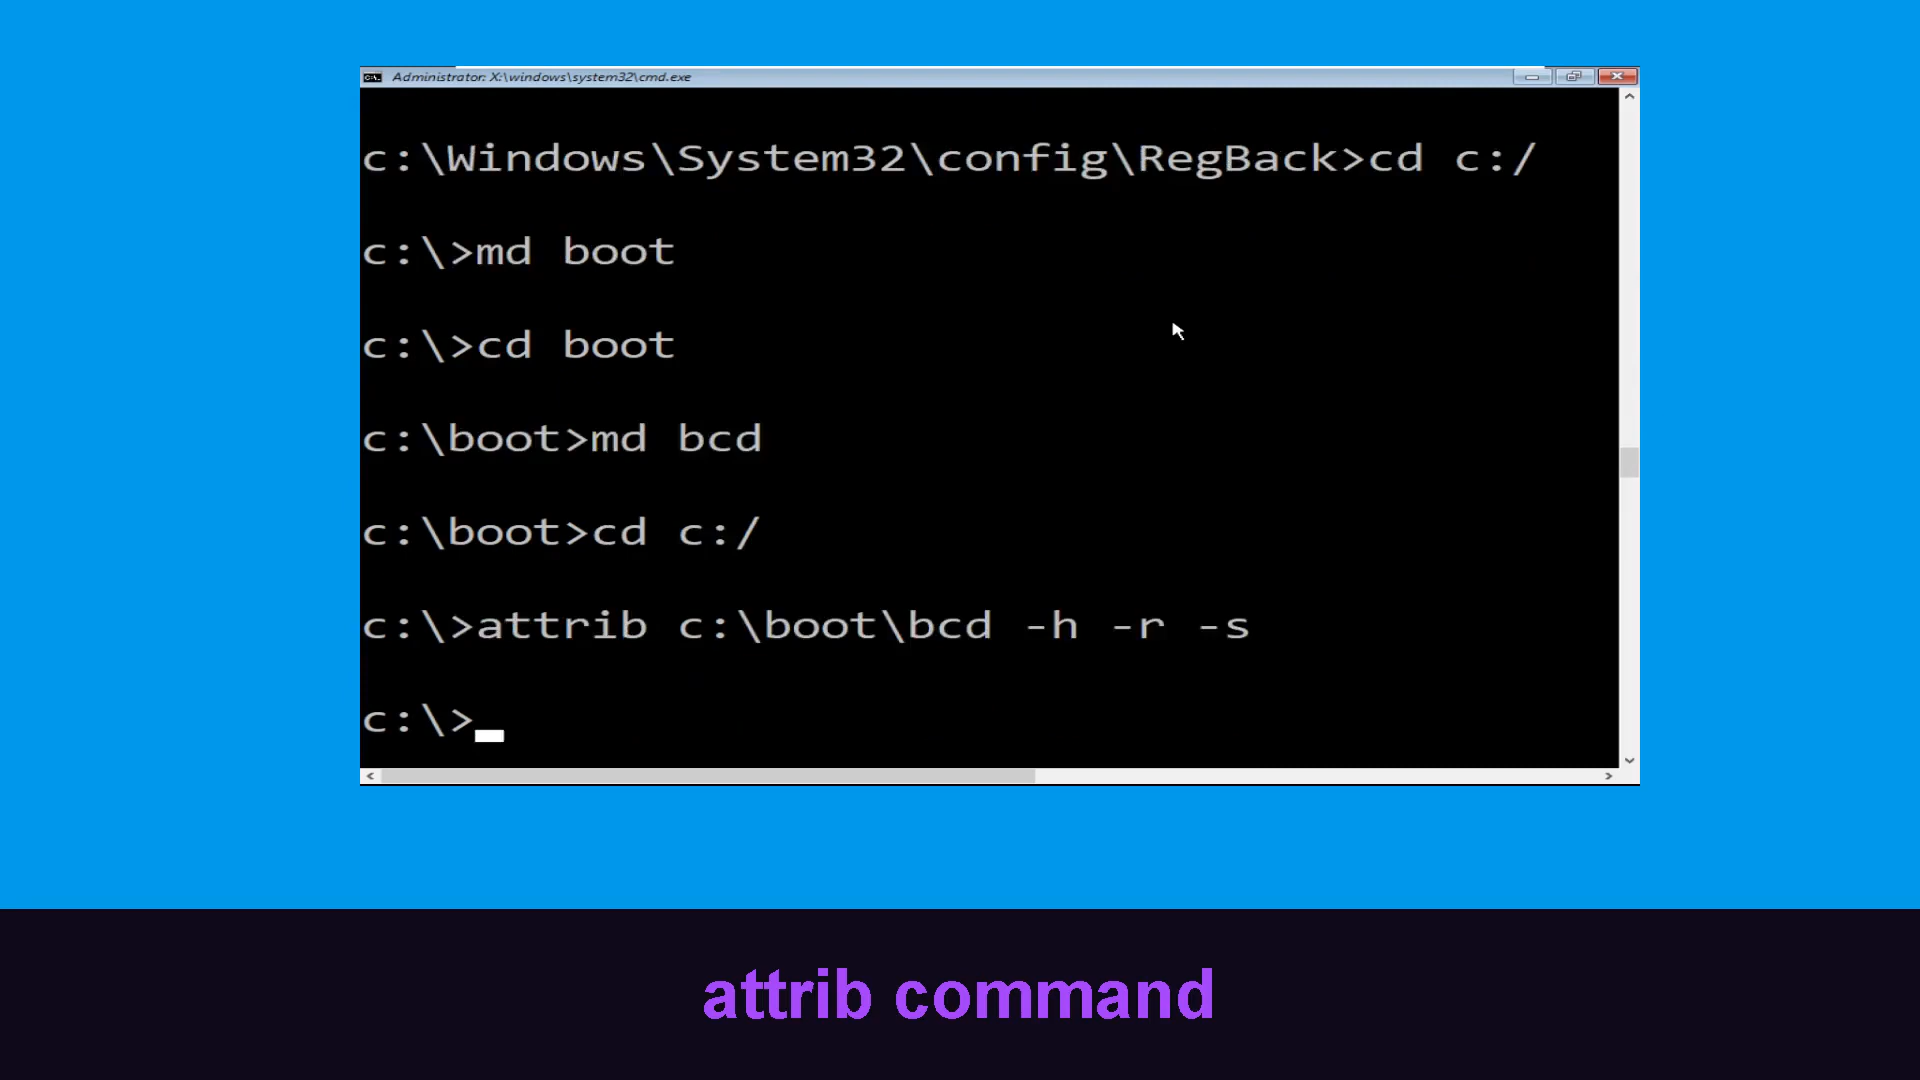 Administrator: X:\windows\system32\cmd.exe
c:\Windows\System32\config\RegBack>cd c:/
c:\>md boot
c:\>cd boot
c:\boot>md bcd
c:\boot>cd c:/
c:\>attrib c:\boot\bcd -h -r -s
c:\>
attrib command